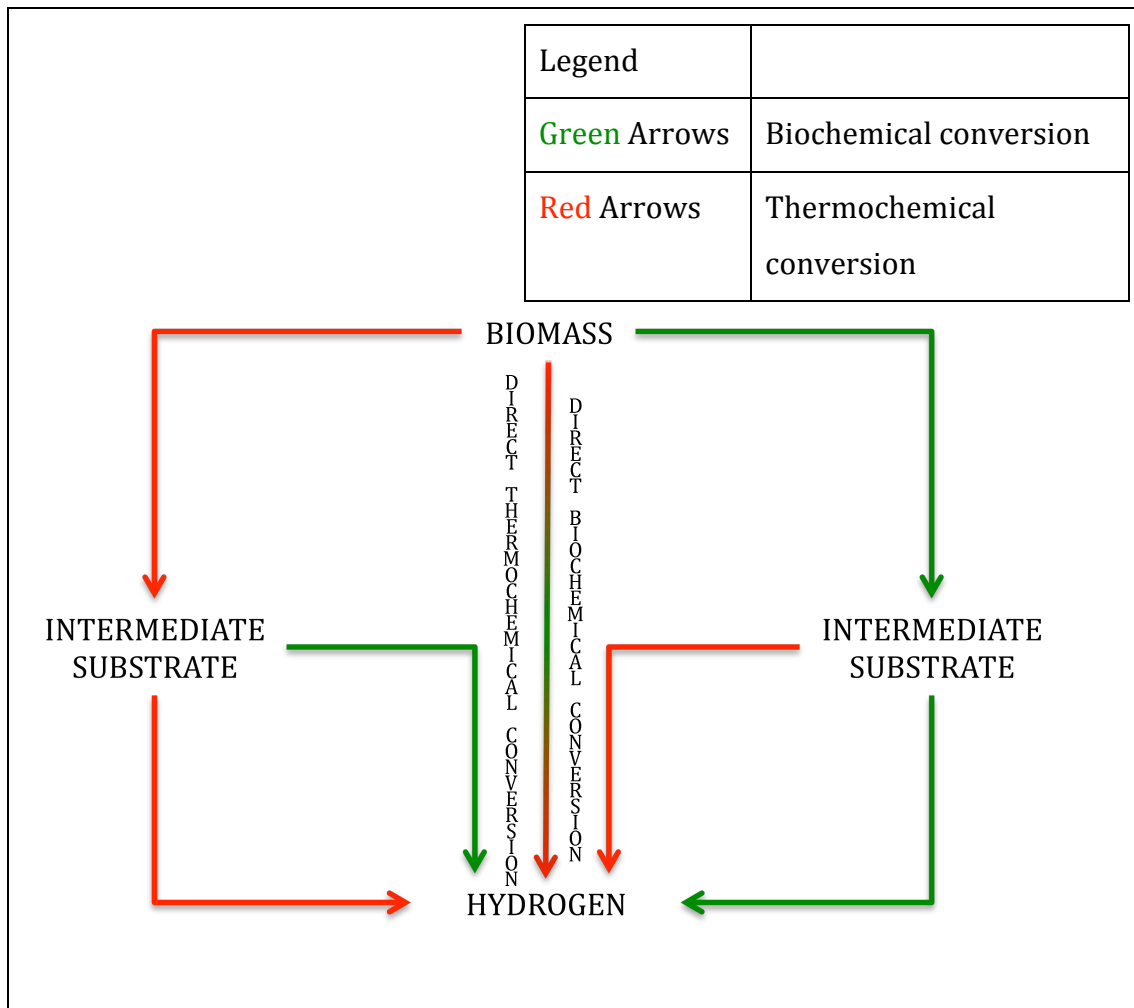 Legend
Green Arrows Biochemical conversion
Red Arrows Thermochemical
conversion
BIOMASS
DIRECT THERMOCHEMICAL CONVERSION
DIRECT BIOCHEMICAL CONVERSION
INTERMEDIATE
SUBSTRATE
INTERMEDIATE
SUBSTRATE
HYDROGEN